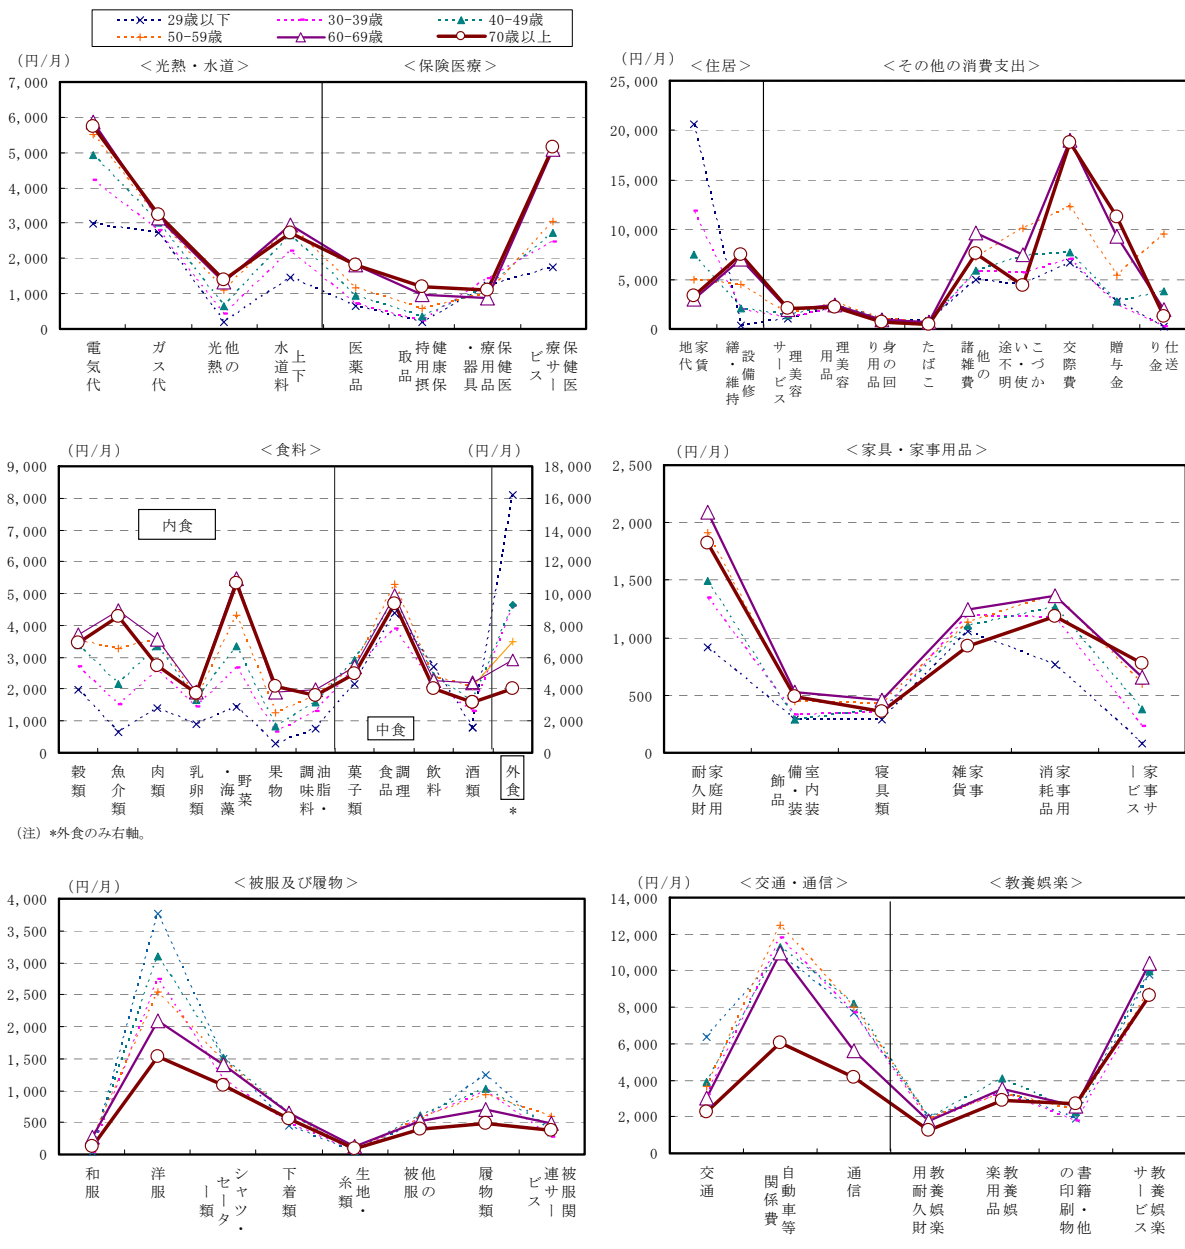 29歳以下 30-39歳 40-49歳
50-59歳 60-69歳 70歳以上
(円/月) ＜光熱・水道＞ ＜保険医療＞
7,000
6,000
5,000
4,000
3,000
2,000
1,000
0
電気代
ガス代
他の光熱
上下水道料
医薬品
健康保持用摂取品
保健医療用品・器具
保健医療サービス
(円/月) ＜住居＞ ＜その他の消費支出＞
25,000
20,000
15,000
10,000
5,000
0
家賃地代
設備修繕・維持
理美容サービス
理美容用品
身の回り用品
たばこ
他の諸雑費
こづかい・使途不明
交際費
贈与金
仕送り金
(円/月) ＜食料＞ (円/月)
9,000
8,000
7,000
6,000
5,000
4,000
3,000
2,000
1,000
0
18,000
16,000
14,000
12,000
10,000
8,000
6,000
4,000
2,000
0
内食
中食
穀類
魚介類
肉類
乳卵類
野菜・海藻
果物
油脂・調味料
菓子類
調理食品
飲料
酒類
外食*
(注) *外食のみ右軸。
(円/月) ＜家具・家事用品＞
2,500
2,000
1,500
1,000
500
0
家庭用耐久財
室内装備・装飾品
寝具類
家事雑貨
家事用消耗品
家事サービス
(円/月) ＜被服及び履物＞
4,000
3,500
3,000
2,500
2,000
1,500
1,000
500
0
和服
洋服
シャツ・セーター類
下着類
生地・糸類
他の被服
履物類
被服関連サービス
(円/月) ＜交通・通信＞ ＜教養娯楽＞
14,000
12,000
10,000
8,000
6,000
4,000
2,000
0
交通
自動車等関係費
通信
教養娯楽用耐久財
教養娯楽用品
書籍・他の印刷物
教養娯楽サービス